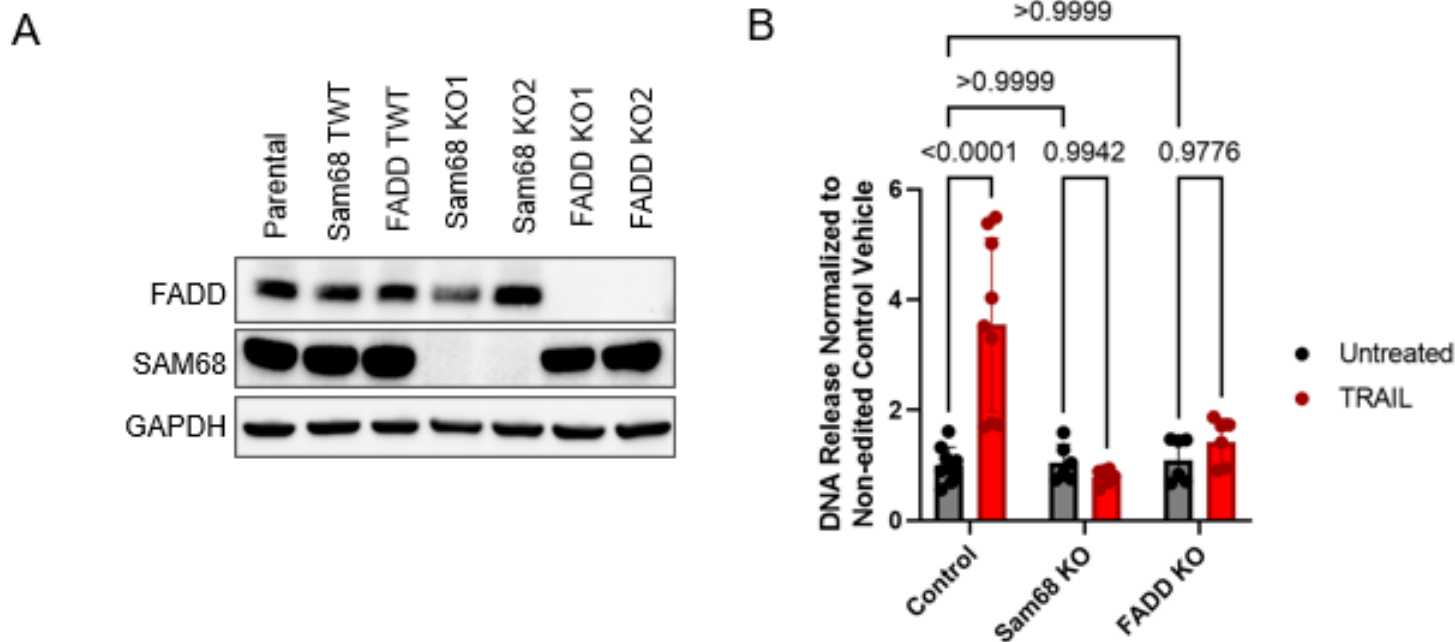 A
Parental
Sam68 TWT
FADD TWT
Sam68 KO1
Sam68 KO2
FADD KO1
FADD KO2
FADD
SAM68
GAPDH
B
>0.9999
>0.9999
<0.0001
0.9942
0.9776
DNA Release Normalized to
Non-edited Control Vehicle
6
4
2
0
Control
Sam68 KO
FADD KO
Untreated
TRAIL